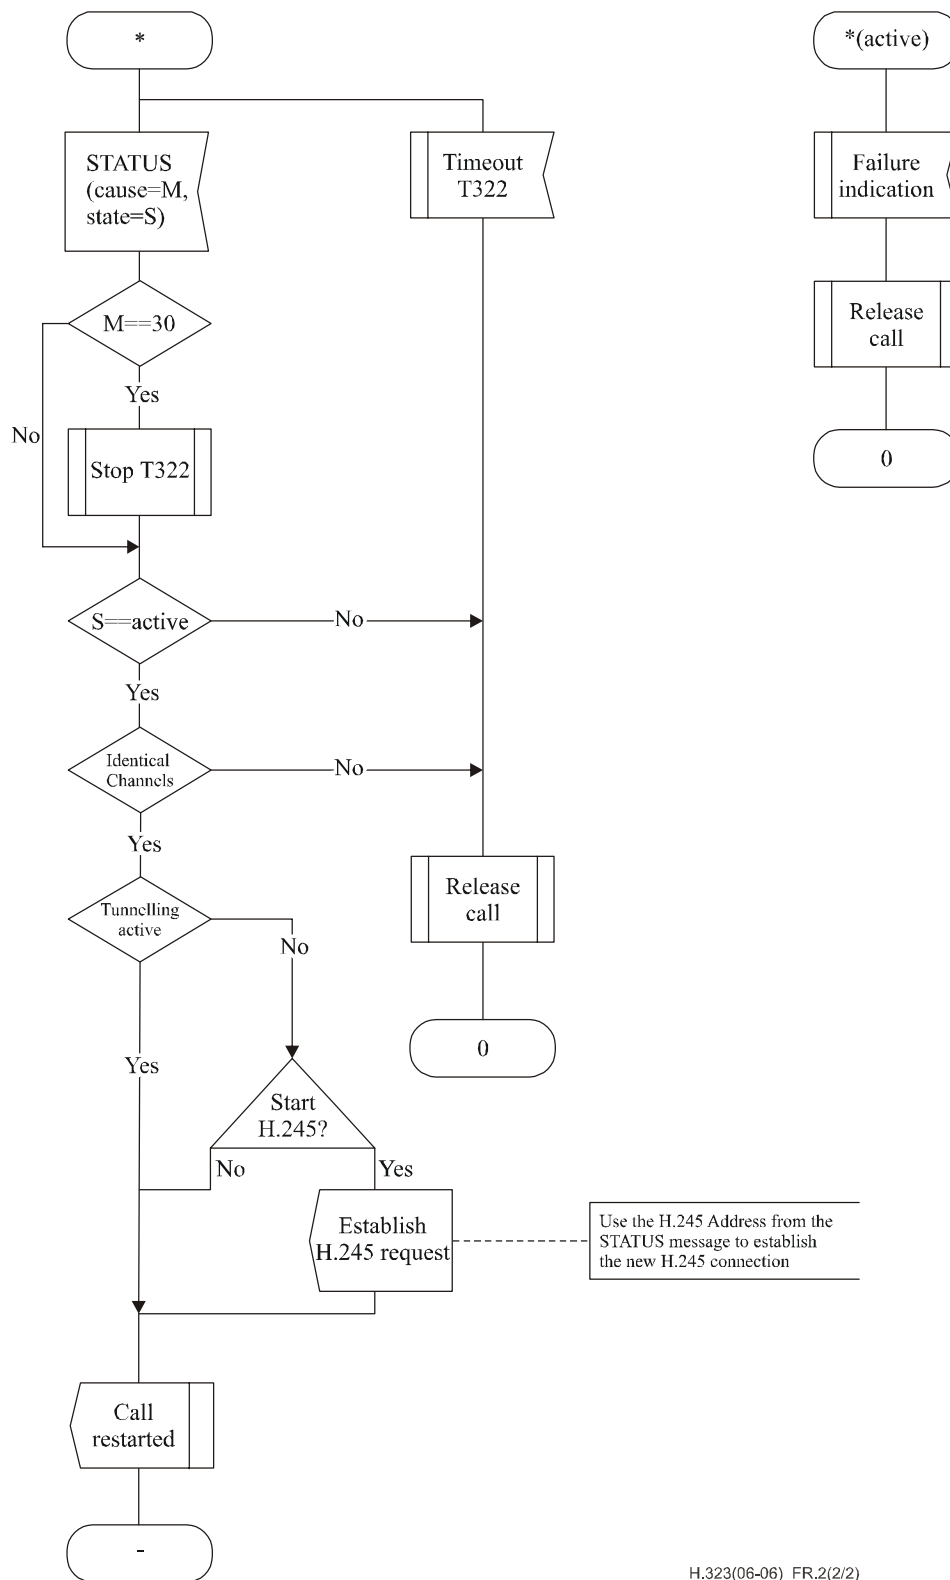 *
*(active)
STATUS
(cause=M,
state=S)
Timeout
T322
Failure
indication
M==30
Release
call
Yes
No
Stop T322
0
S==active
No
Yes
Identical
Channels
No
Yes
Tunnelling
active
Release
call
No
Yes
0
Start
H.245?
No
Yes
Establish
H.245 request
Use the H.245 Address from the
STATUS message to establish
the new H.245 connection
Call
restarted
-
H.323(06-06) FR.2(2/2)